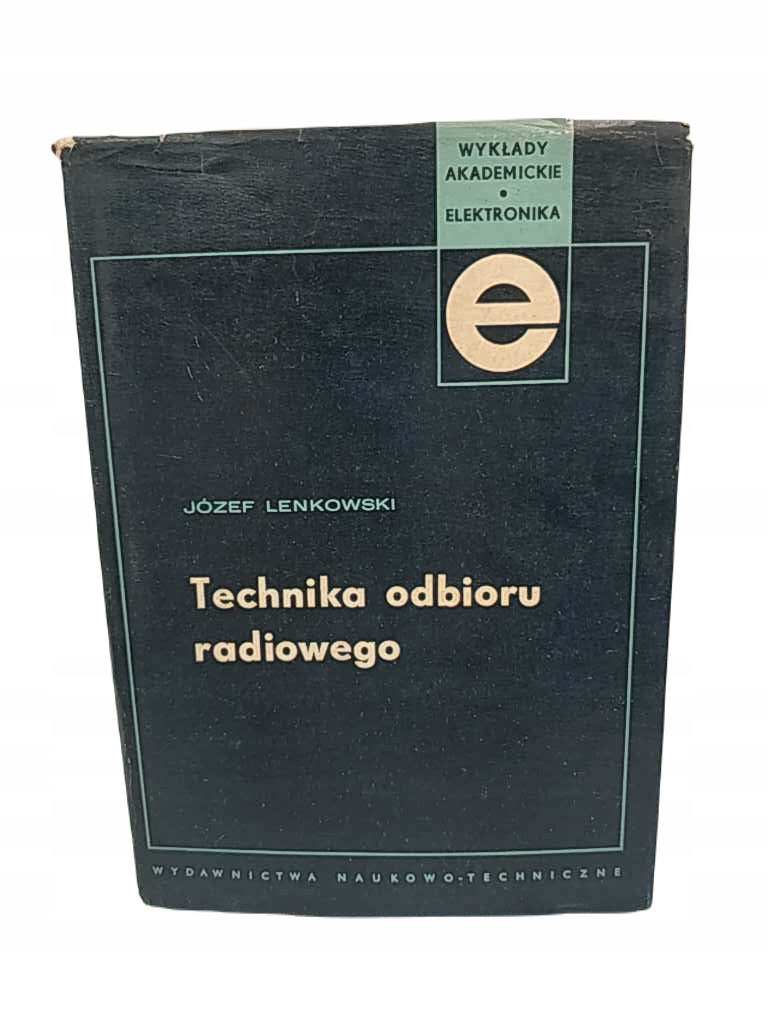 WYKŁADY
AKADEMICKIE
•
ELEKTRONIKA
e
JÓZEF LENKOWSKI
Technika odbioru
radiowego
WYDAWNICTWA NAUKOWO-TECHNICZNE